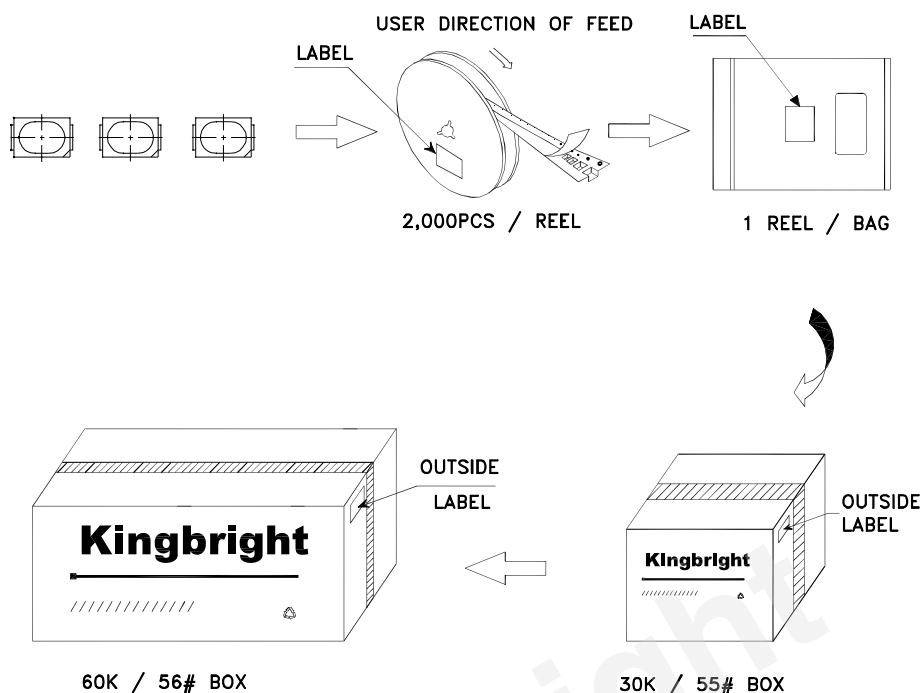 USER DIRECTION OF FEED
LABEL
LABEL
2,000PCS / REEL
1 REEL / BAG
OUTSIDE
LABEL
OUTSIDE
LABEL
Kingbright
Kingbright
60K / 56# BOX
30K / 55# BOX